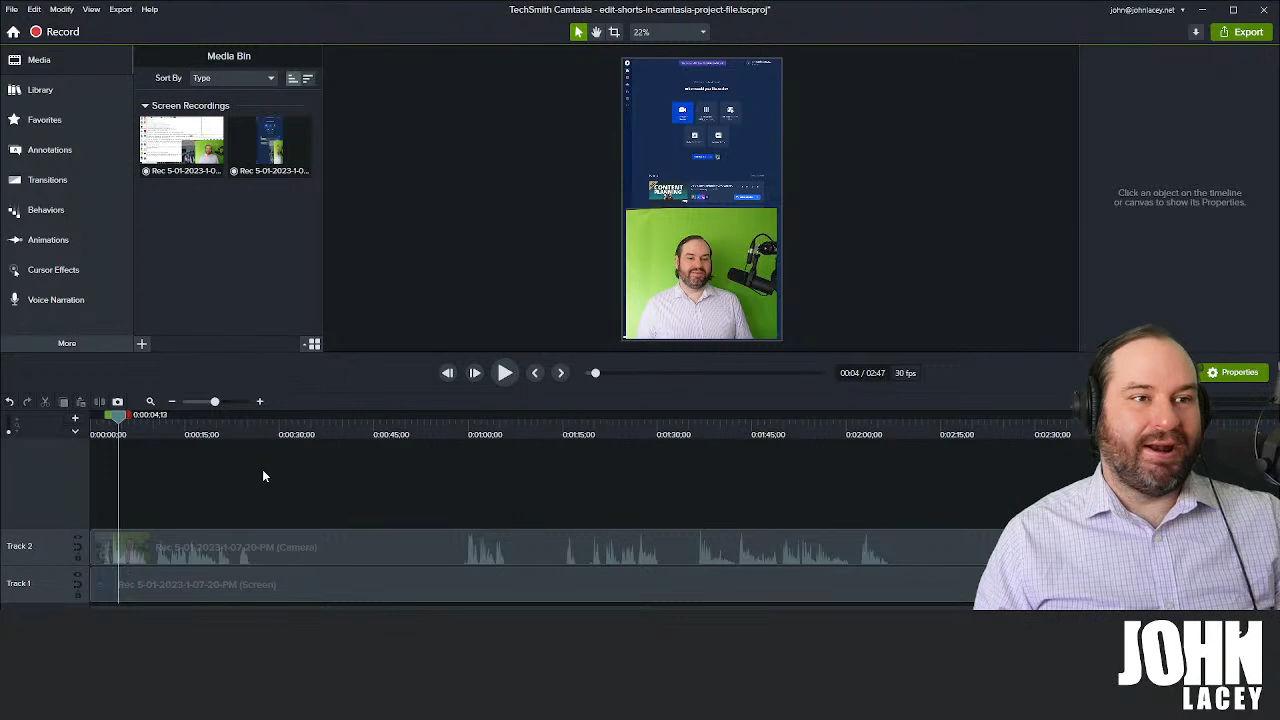 File Edit Modify View Export Help
TechSmith Camtasia - edit-shorts-in-camtasia-project-file.tscproj*
john@johnlacey.net
Record
22%
Export
Media
Library
Favorites
Annotations
Transitions
Behaviors
Animations
Cursor Effects
Voice Narration
More
Media Bin
Sort By Type
Screen Recordings
Rec 5-01-2023-1-0...
Rec 5-01-2023-1-0...
CONTENT
PLANNING
Click an object on the timeline
or canvas to show its Properties.
00:04 / 02:47 30 fps
Properties
0:00:04;13
0:00:00;00 0:00:15;00 0:00:30;00 0:00:45;00 0:01:00;00 0:01:15;00 0:01:30;00 0:01:45;00 0:02:00;00 0:02:15;00 0:02:30;00
Track 2
Rec 5-01-2023-1-07-20-PM (Camera)
Track 1
Rec 5-01-2023-1-07-20-PM (Screen)
JOHN
LACEY